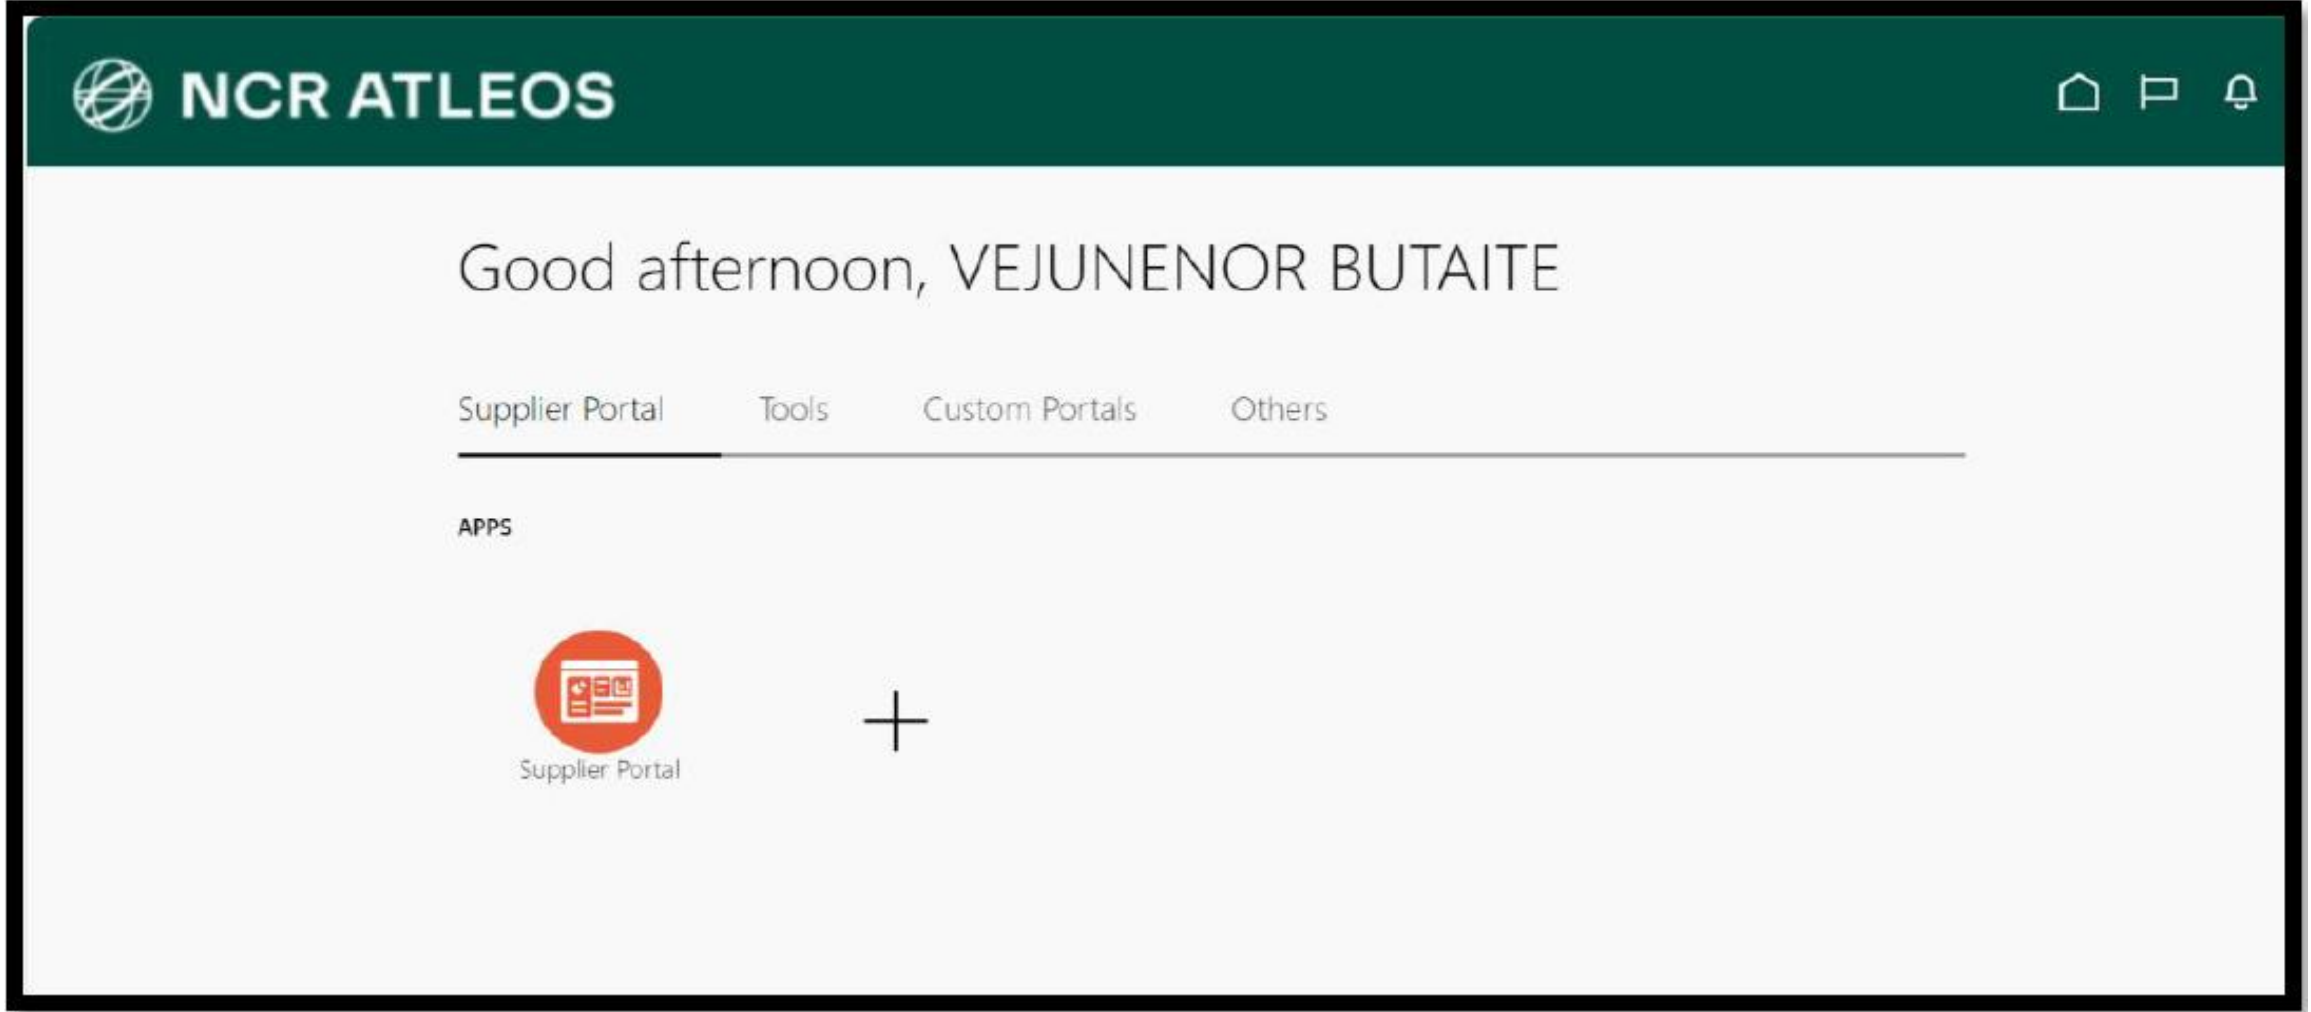 NCR ATLEOS
Good afternoon, VEJUNENOR BUTAITE
Supplier Portal Tools Custom Portals Others
APPS
Supplier Portal